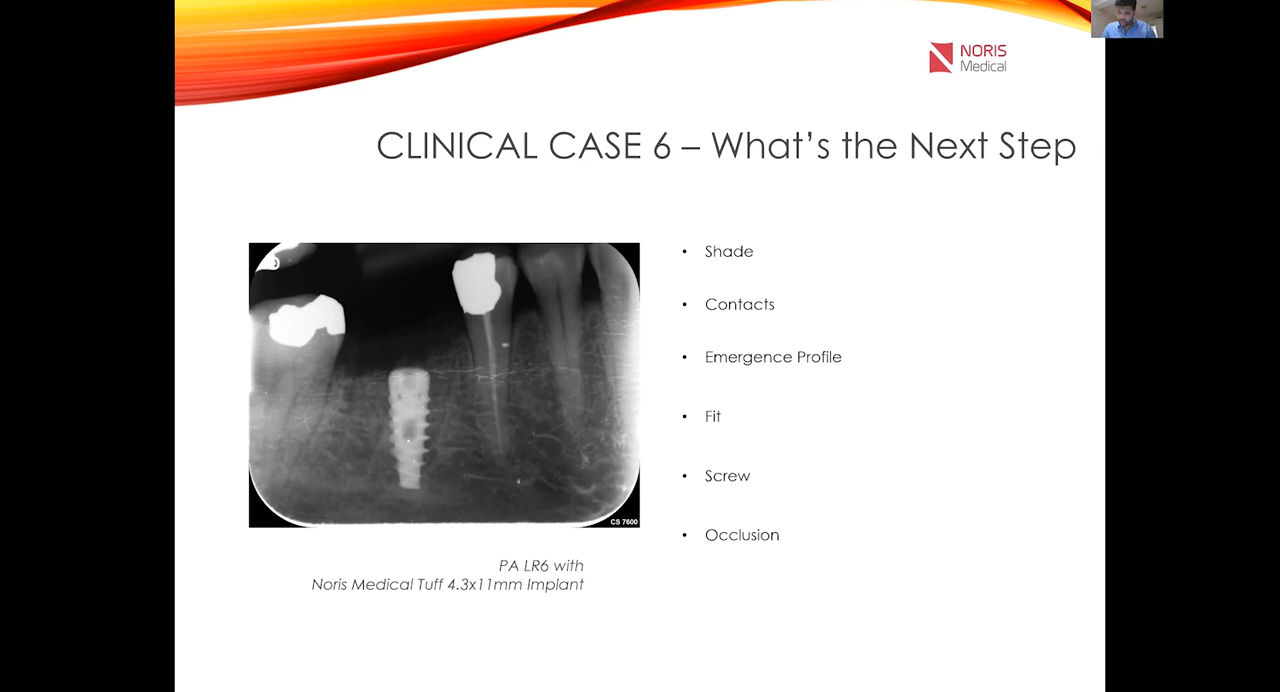 NORIS
Medical
CLINICAL CASE 6 – What's the Next Step
• Shade
• Contacts
• Emergence Profile
• Fit
• Screw
• Occlusion
CS 7600
PA LR6 with
Noris Medical Tuff 4.3x11mm Implant